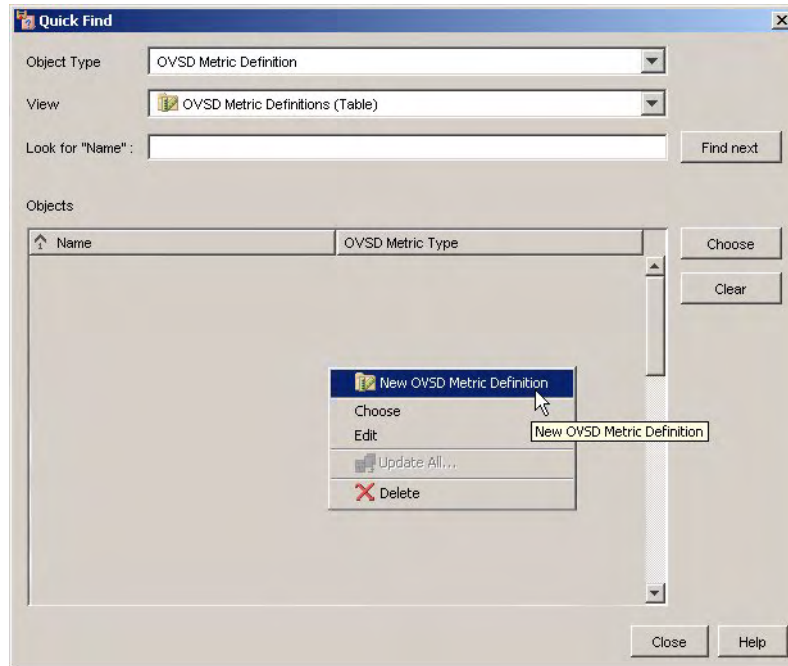 Quick Find
Object Type OVSD Metric Definition
View OVSD Metric Definitions (Table)
Look for "Name" : Find next
Objects
1 Name OVSD Metric Type Choose
Clear
New OVSD Metric Definition
Choose
Edit
New OVSD Metric Definition
Update All...
Delete
Close Help